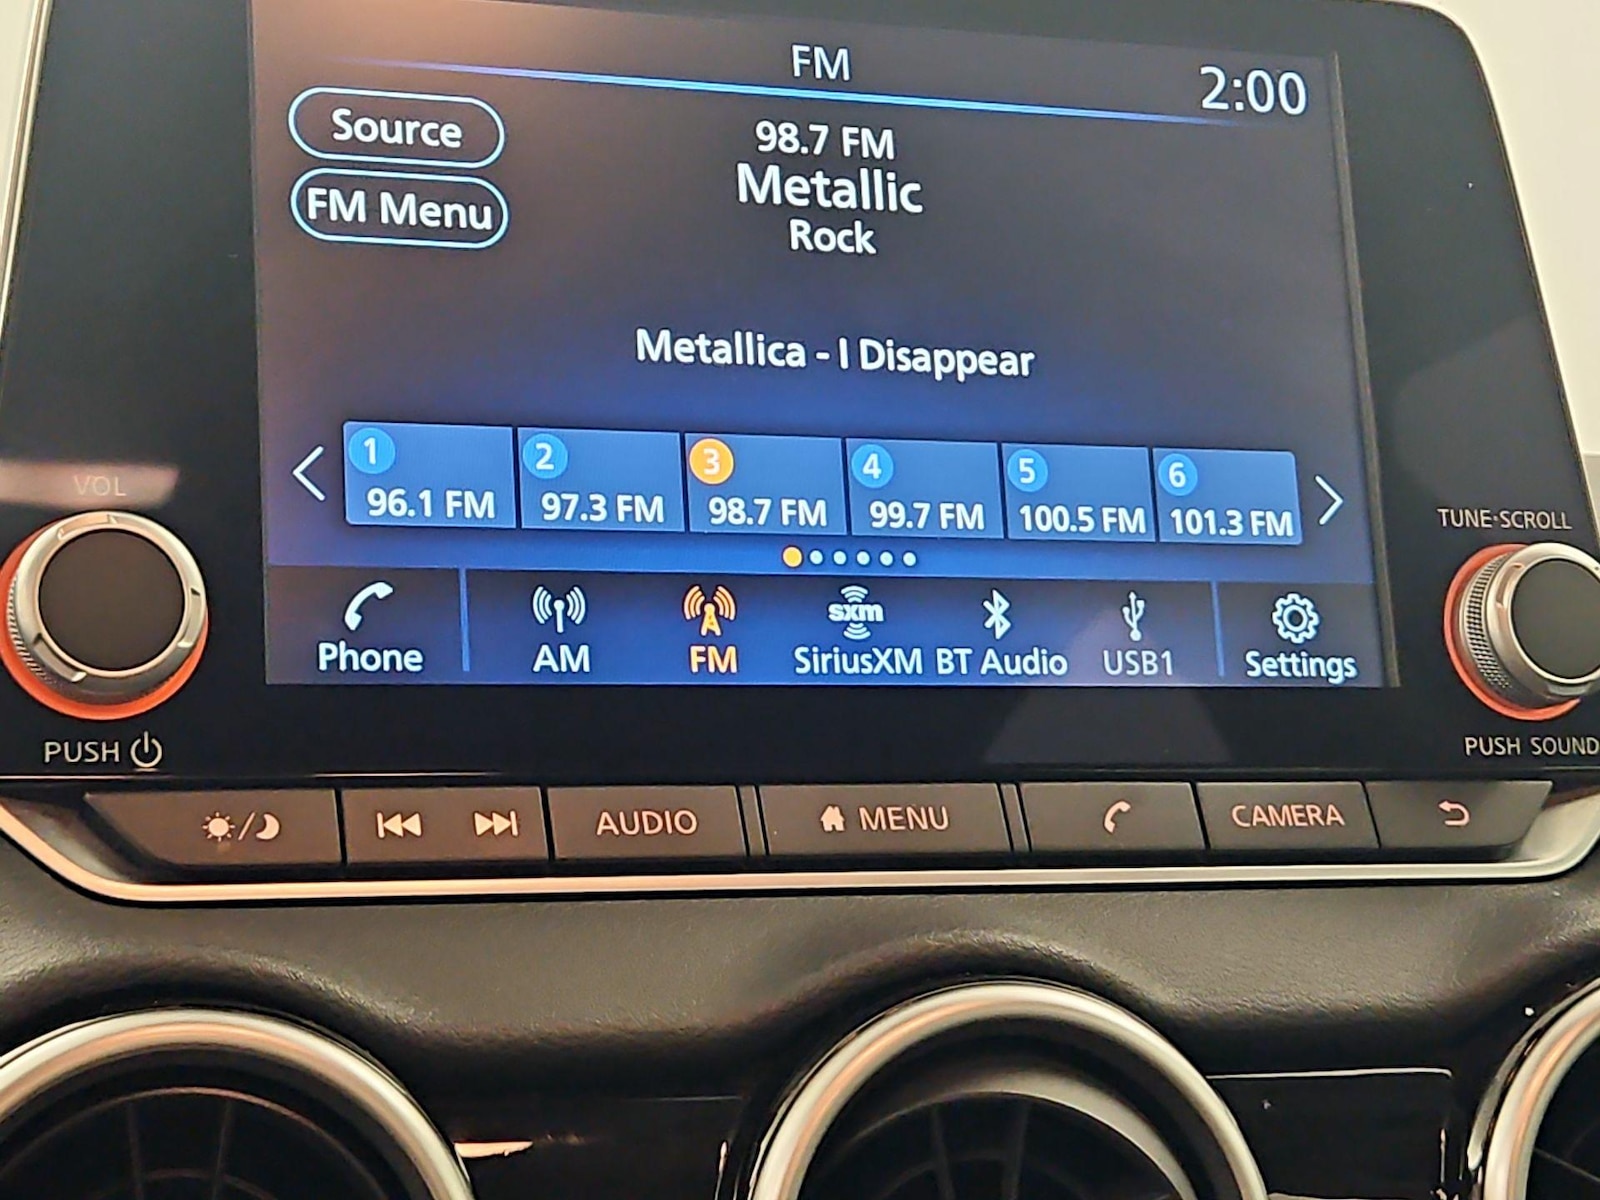 FM
2:00
Source
98.7 FM
Metallic
FM Menu
Rock
Metallica - I Disappear
1 2 3 4 5 6
96.1 FM 97.3 FM 98.7 FM 99.7 FM 100.5 FM 101.3 FM
VOL
TUNE·SCROLL
sxm
Phone AM FM SiriusXM BT Audio USB1 Settings
PUSH
PUSH SOUND
AUDIO MENU CAMERA